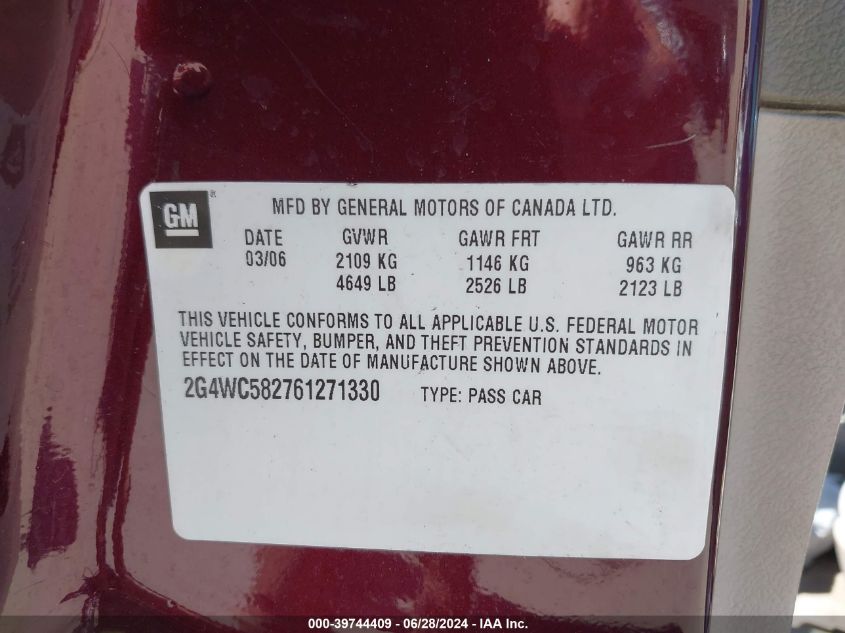 GM®
MFD BY GENERAL MOTORS OF CANADA LTD.
DATE GVWR GAWR FRT GAWR RR
03/06 2109 KG 1146 KG 963 KG
4649 LB 2526 LB 2123 LB
THIS VEHICLE CONFORMS TO ALL APPLICABLE U.S. FEDERAL MOTOR
VEHICLE SAFETY, BUMPER, AND THEFT PREVENTION STANDARDS IN
EFFECT ON THE DATE OF MANUFACTURE SHOWN ABOVE.
2G4WC582761271330 TYPE: PASS CAR
000-39744409 | 06/28/2024 - IAA Inc.